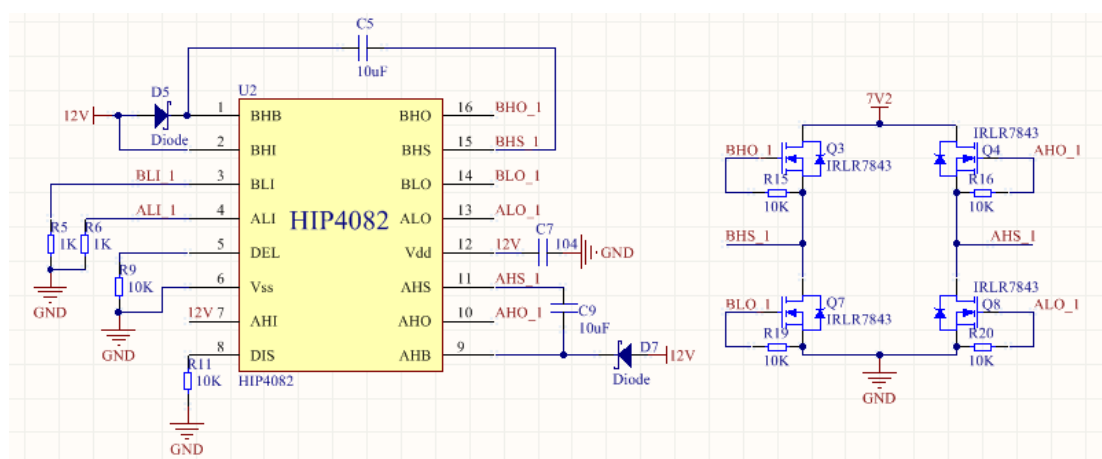 C5
10uF
D5
Diode
12V
U2
1 BHB
2 BHI
3 BLI
4 ALI
5 DEL
6 Vss
7 AHI
8 DIS
BHO 16 BHO_1
BHS 15 BHS_1
BLO 14 BLO_1
ALO 13 ALO_1
Vdd 12 12V
AHS 11 AHS_1
AHO 10 AHO_1
AHB 9
HIP4082
HIP4082
BLI_1
ALI_1
R5
1K
R6
1K
GND
R9
10K
GND
12V
R11
10K
GND
C7
104
GND
C9
10uF
D7
12V
Diode
7V2
BHO_1
Q3
IRLR7843
R15
10K
IRLR7843
Q4
AHO_1
R16
10K
BHS_1
AHS_1
BLO_1
Q7
IRLR7843
R19
10K
IRLR7843
Q8
ALO_1
R20
10K
GND